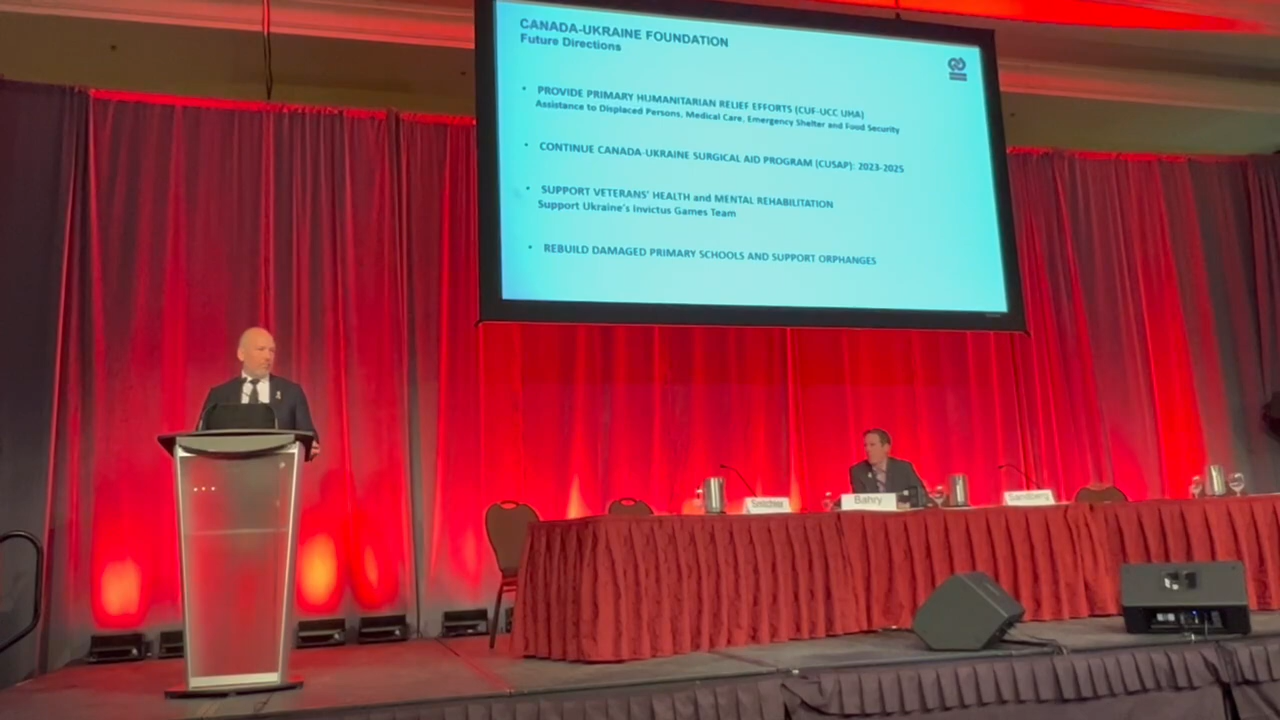 CANADA-UKRAINE FOUNDATION
Future Directions
• PROVIDE PRIMARY HUMANITARIAN RELIEF EFFORTS (CUF-UCC UHA)
Assistance to Displaced Persons, Medical Care, Emergency Shelter and Food Security
• CONTINUE CANADA-UKRAINE SURGICAL AID PROGRAM (CUSAP): 2023-2025
• SUPPORT VETERANS' HEALTH and MENTAL REHABILITATION
Support Ukraine's Invictus Games Team
• REBUILD DAMAGED PRIMARY SCHOOLS AND SUPPORT ORPHANGES
Bahry
Sandberg